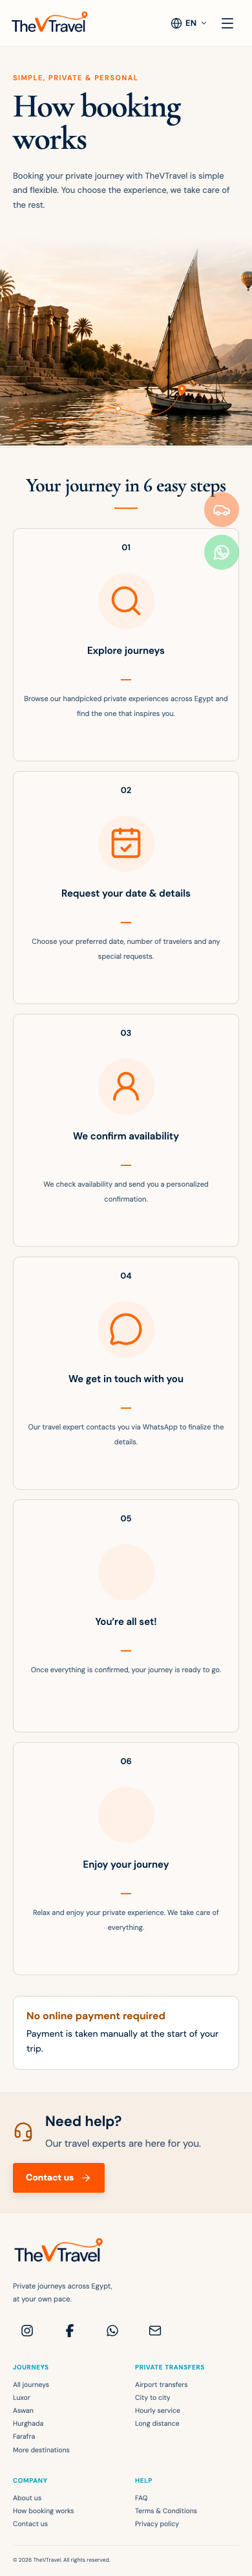 TheVTravel
EN
SIMPLE, PRIVATE & PERSONAL
How booking
works
Booking your private journey with TheVTravel is simple
and flexible. You choose the experience, we take care of
the rest.
Your journey in 6 easy steps
01
Explore journeys
Browse our handpicked private experiences across Egypt and
find the one that inspires you.
02
Request your date & details
Choose your preferred date, number of travelers and any
special requests.
03
We confirm availability
We check availability and send you a personalized
confirmation.
04
We get in touch with you
Our travel expert contacts you via WhatsApp to finalize the
details.
05
You're all set!
Once everything is confirmed, your journey is ready to go.
06
Enjoy your journey
Relax and enjoy your private experience. We take care of
everything.
No online payment required
Payment is taken manually at the start of your
trip.
Need help?
Our travel experts are here for you.
Contact us
TheVTravel
Private journeys across Egypt,
at your own pace.
JOURNEYS
All journeys
Luxor
Aswan
Hurghada
Farafra
More destinations
PRIVATE TRANSFERS
Airport transfers
City to city
Hourly service
Long distance
COMPANY
About us
How booking works
Contact us
HELP
FAQ
Terms & Conditions
Privacy policy
© 2026 TheVTravel. All rights reserved.